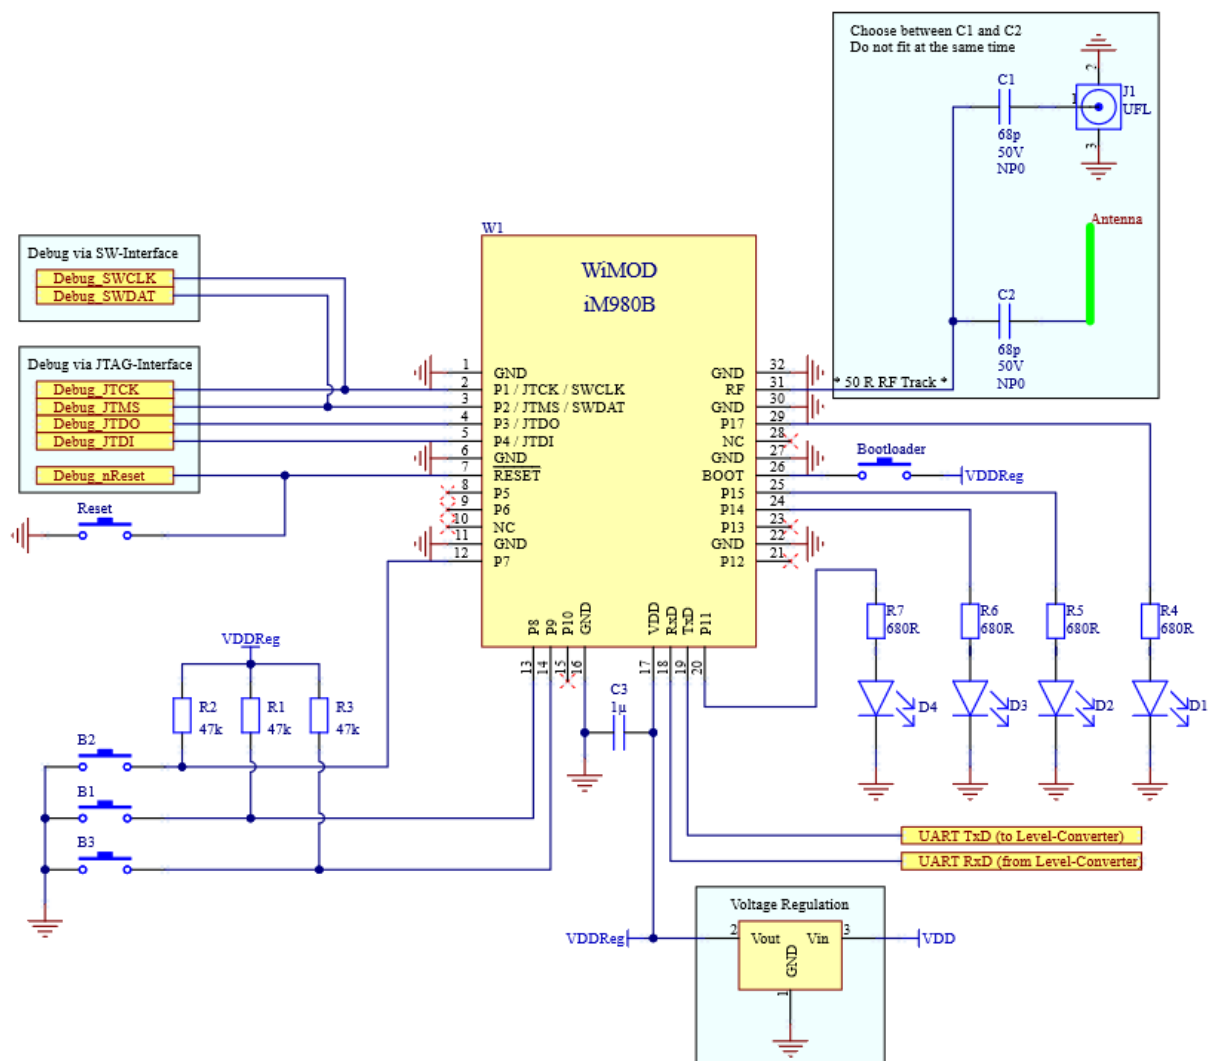 Choose between C1 and C2
Do not fit at the same time
C1
68p
50V
NP0
2
1
3
J1
UFL
Antenna
C2
68p
50V
NP0
* 50 R RF Track *
Debug via SW-Interface
Debug_SWCLK
Debug_SWDAT
Debug via JTAG-Interface
Debug_JTCK
Debug_JTMS
Debug_JTDO
Debug_JTDI
Debug_nReset
Reset
W1
WiMOD
iM980B
1 GND
2 P1 / JTCK / SWCLK
3 P2 / JTMS / SWDAT
4 P3 / JTDO
5 P4 / JTDI
6 GND
7 RESET
8 P5
9 P6
10 NC
11 GND
12 P7
GND 32
RF 31
GND 30
P17 29
NC 28
GND 27
BOOT 26
P15 25
P14 24
P13 23
GND 22
P12 21
P8 13
P9 14
P10 15
GND 16
VDD 17
RxD 18
TxD 19
P11 20
Bootloader
VDDReg
R7
680R
R6
680R
R5
680R
R4
680R
D4
D3
D2
D1
VDDReg
R2
47k
R1
47k
R3
47k
B2
B1
B3
C3
1µ
UART TxD (to Level-Converter)
UART RxD (from Level-Converter)
Voltage Regulation
VDDReg
2
Vout
Vin
3
VDD
GND
1